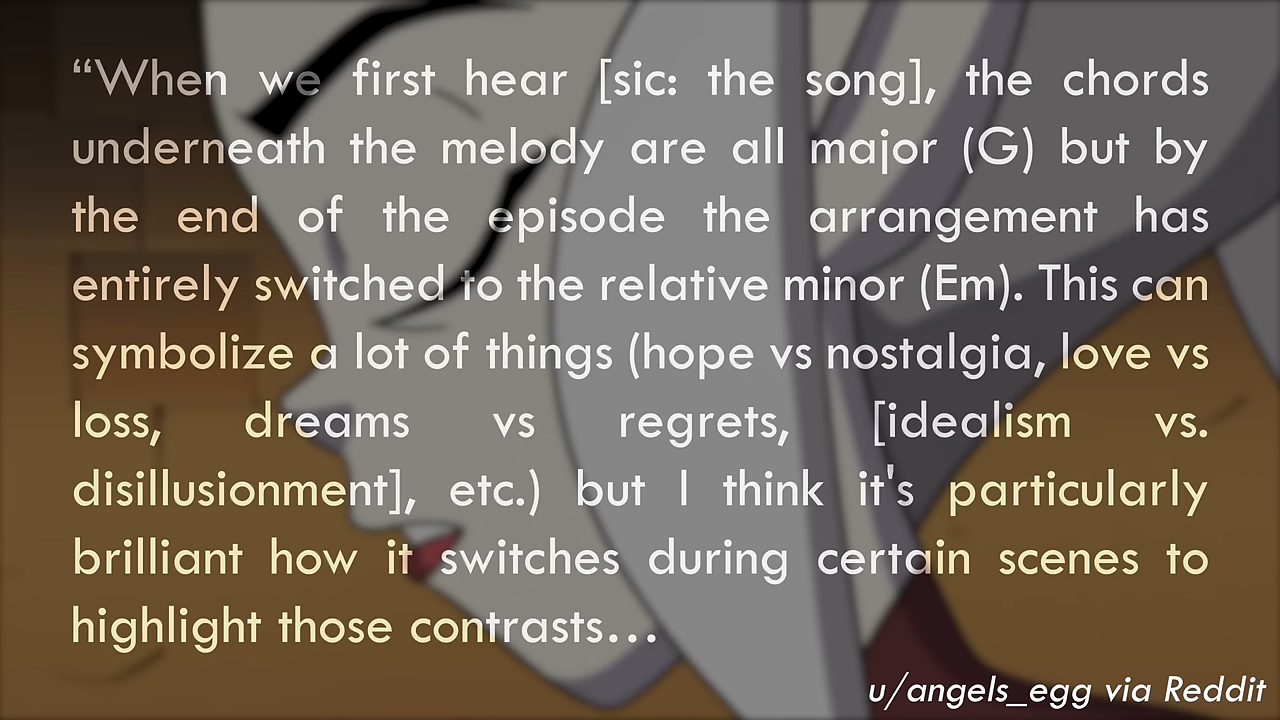 “When we first hear [sic: the song], the chords
underneath the melody are all major (G) but by
the end of the episode the arrangement has
entirely switched to the relative minor (Em). This can
symbolize a lot of things (hope vs nostalgia, love vs
loss, dreams vs regrets, [idealism vs.
disillusionment], etc.) but I think it's particularly
brilliant how it switches during certain scenes to
highlight those contrasts…
u/angels_egg via Reddit